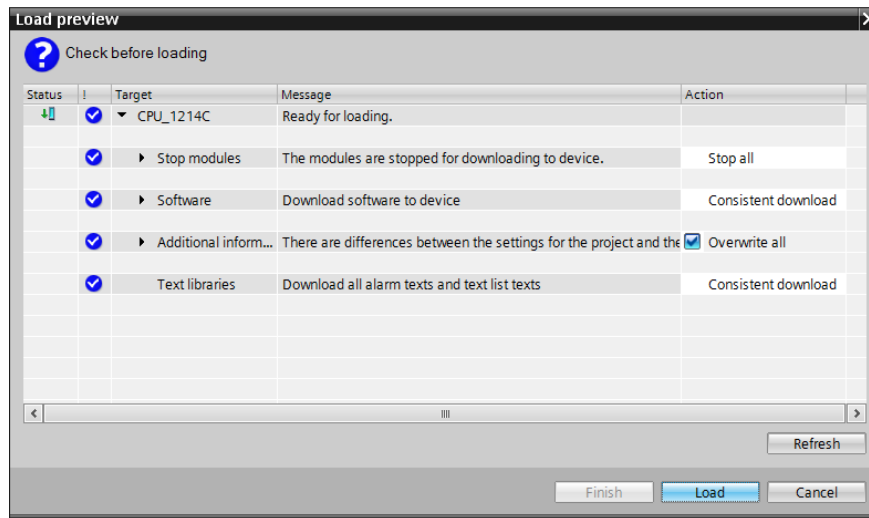 Load preview
Check before loading
Status ! Target Message Action
CPU_1214C Ready for loading.
Stop modules The modules are stopped for downloading to device. Stop all
Software Download software to device Consistent download
Additional inform... There are differences between the settings for the project and the Overwrite all
Text libraries Download all alarm texts and text list texts Consistent download
Refresh
Finish Load Cancel